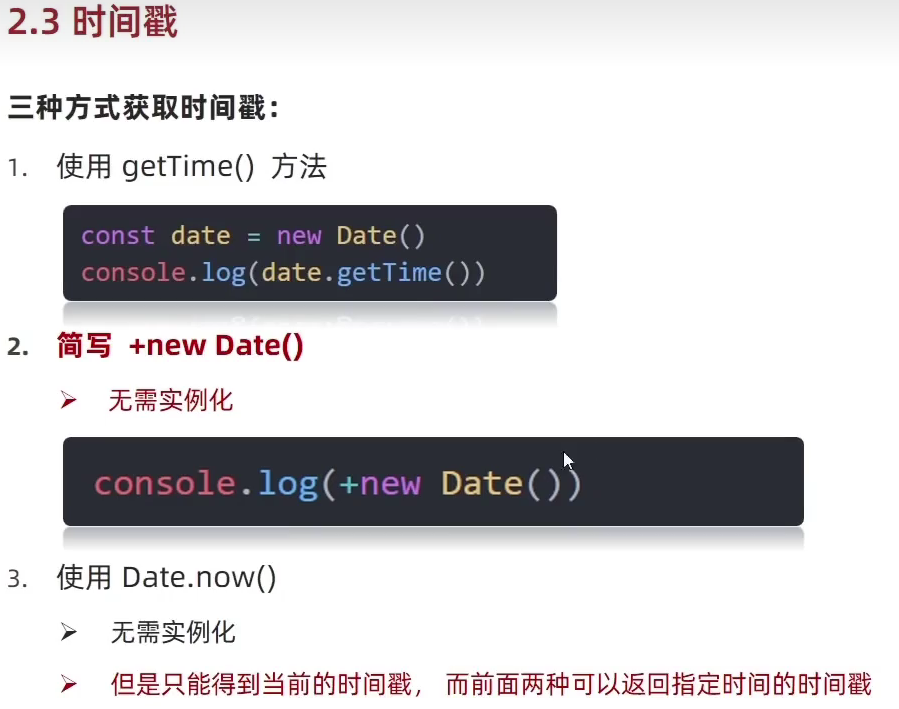 2.3 时间戳
三种方式获取时间戳：
1. 使用 getTime() 方法
const date = new Date()
console.log(date.getTime())
2. 简写 +new Date()
➢ 无需实例化
console.log(+new Date())
3. 使用 Date.now()
➢ 无需实例化
➢ 但是只能得到当前的时间戳， 而前面两种可以返回指定时间的时间戳